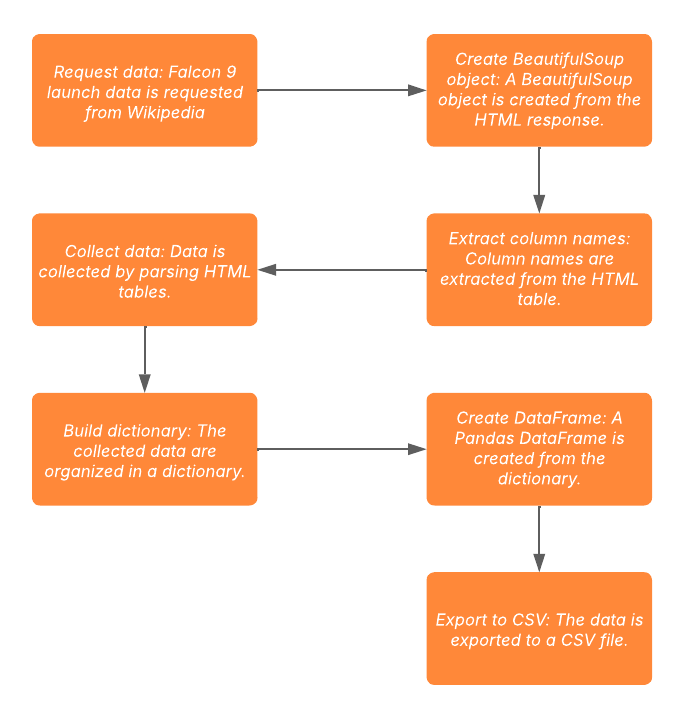 Request data: Falcon 9
launch data is requested
from Wikipedia
Create BeautifulSoup
object: A BeautifulSoup
object is created from the
HTML response.
Extract column names:
Column names are
extracted from the HTML
table.
Collect data: Data is
collected by parsing HTML
tables.
Build dictionary: The
collected data are
organized in a dictionary.
Create DataFrame: A
Pandas DataFrame is
created from the
dictionary.
Export to CSV: The data is
exported to a CSV file.